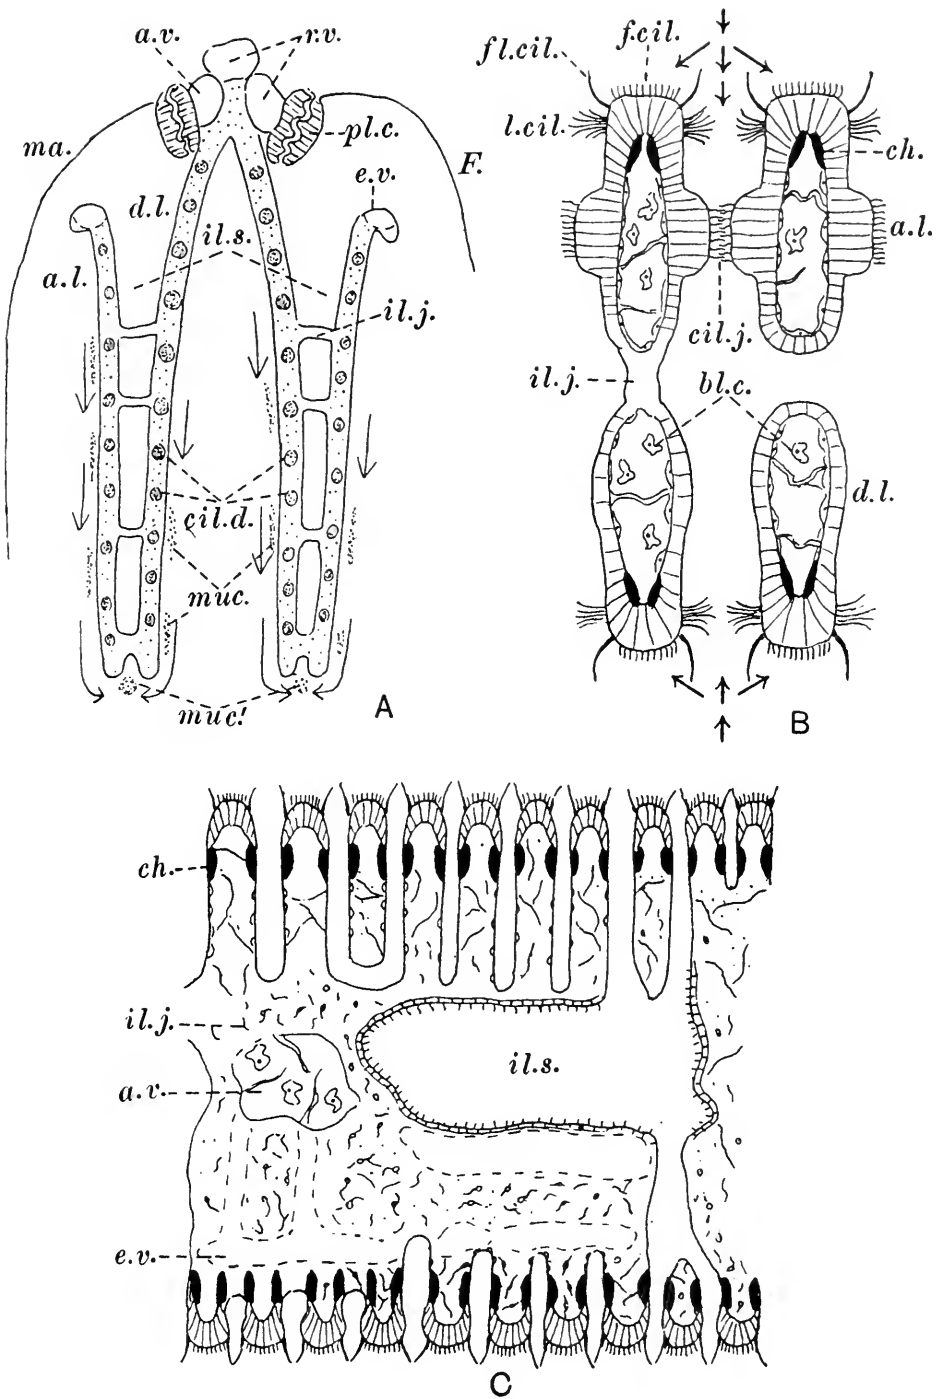 a.v.
r.v.
ma.
pl.c.
F.
e.v.
d.l.
il.s.
a.l.
il.j.
cil.d.
muc.
muc!
A
fl.cil.
f.cil.
l.cil.
ch.
a.l.
cil.j.
il.j.
bl.c.
d.l.
B
ch.
il.j.
il.s.
a.v.
e.v.
C